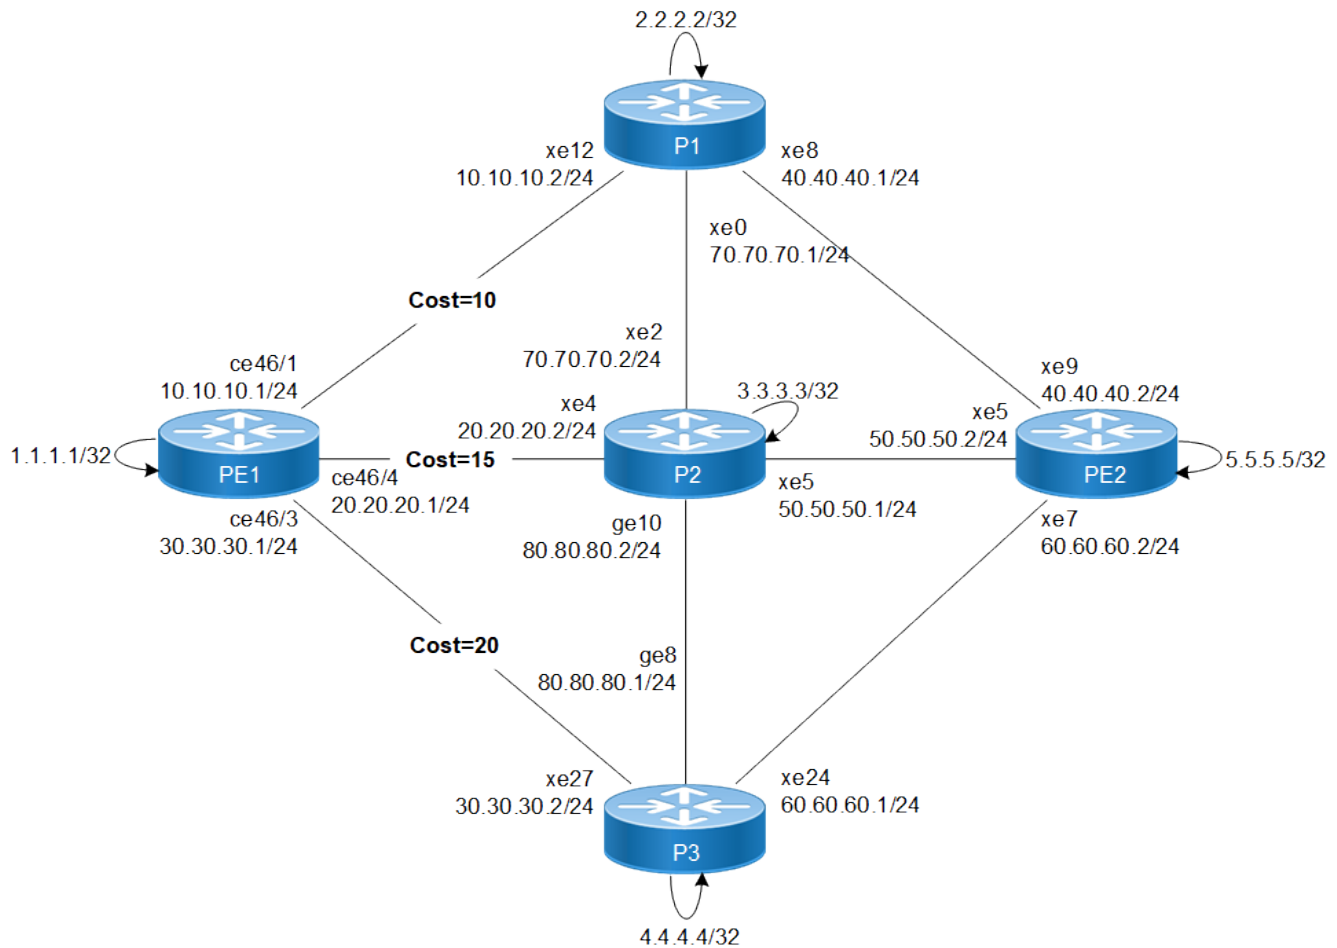 2.2.2.2/32
P1
xe12
10.10.10.2/24
xe8
40.40.40.1/24
xe0
70.70.70.1/24
Cost=10
xe2
70.70.70.2/24
ce46/1
10.10.10.1/24
xe9
40.40.40.2/24
3.3.3.3/32
xe4
20.20.20.2/24
xe5
50.50.50.2/24
1.1.1.1/32
PE1
Cost=15
P2
PE2
5.5.5.5/32
ce46/4
20.20.20.1/24
xe5
50.50.50.1/24
ce46/3
30.30.30.1/24
ge10
80.80.80.2/24
xe7
60.60.60.2/24
Cost=20
ge8
80.80.80.1/24
xe27
30.30.30.2/24
xe24
60.60.60.1/24
P3
4.4.4.4/32